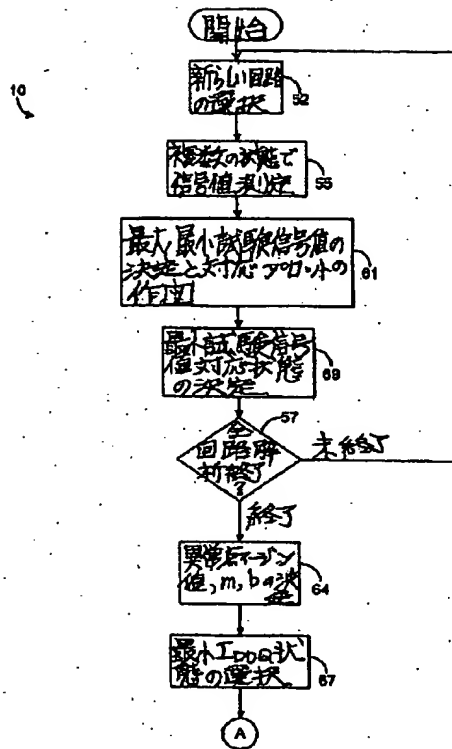 開始
10
新らしい回路
の選択
52
複数の状態で
信号値測定
55
最大,最小試験信号値の
決定と対応プロットの
作図
61
最小試験信号
値対応状態
の決定
69
57
全
回路解
析終了
?
未終了
終了
異常点マージン
値,m,bの決
定
64
最小IDDQ状
態の選択
67
A